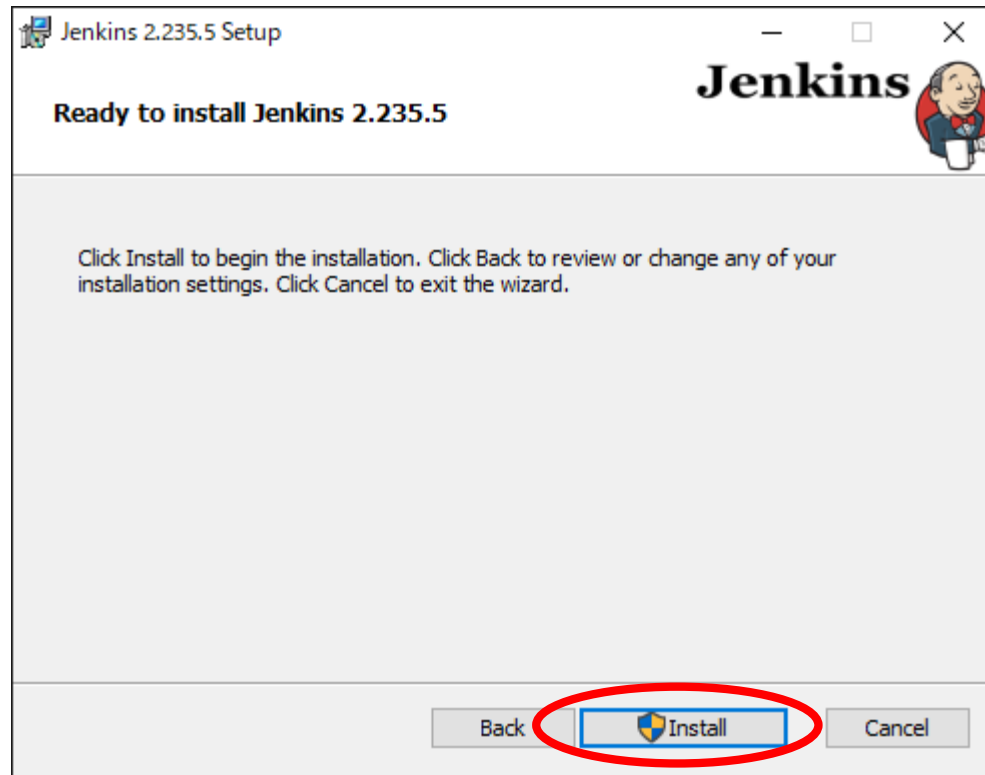 Jenkins 2.235.5 Setup
Jenkins
Ready to install Jenkins 2.235.5
Click Install to begin the installation. Click Back to review or change any of your
installation settings. Click Cancel to exit the wizard.
Back
Install
Cancel